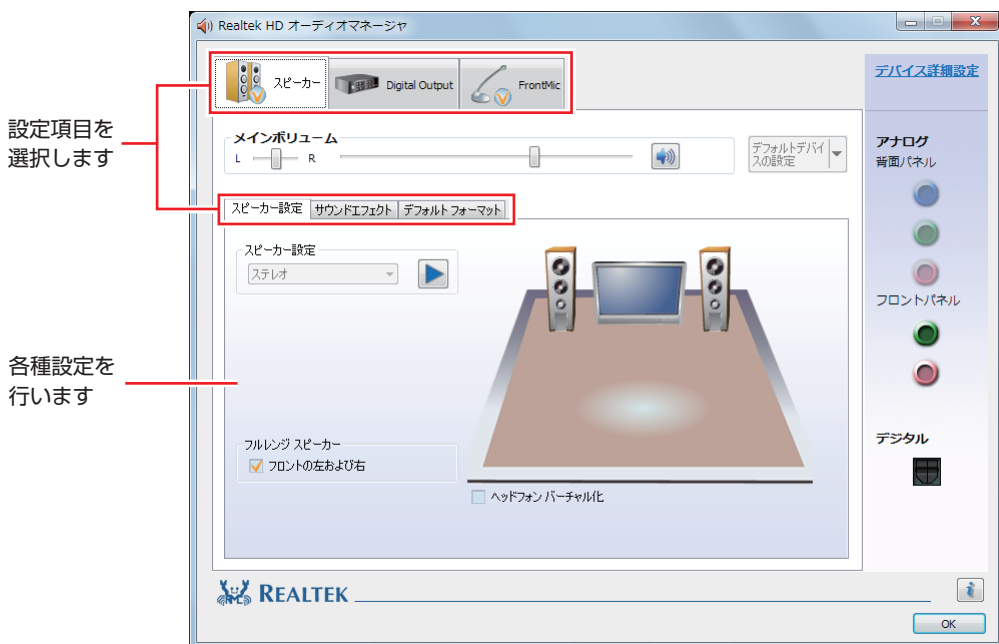 Realtek HD オーディオマネージャ
スピーカー
Digital Output
FrontMic
デバイス詳細設定
設定項目を
選択します
メインボリューム
L
R
デフォルトデバイ
スの設定
アナログ
背面パネル
スピーカー設定
サウンドエフェクト
デフォルト フォーマット
スピーカー設定
ステレオ
フロントパネル
各種設定を
行います
フルレンジ スピーカー
フロントの左および右
ヘッドフォン バーチャル化
デジタル
REALTEK
OK